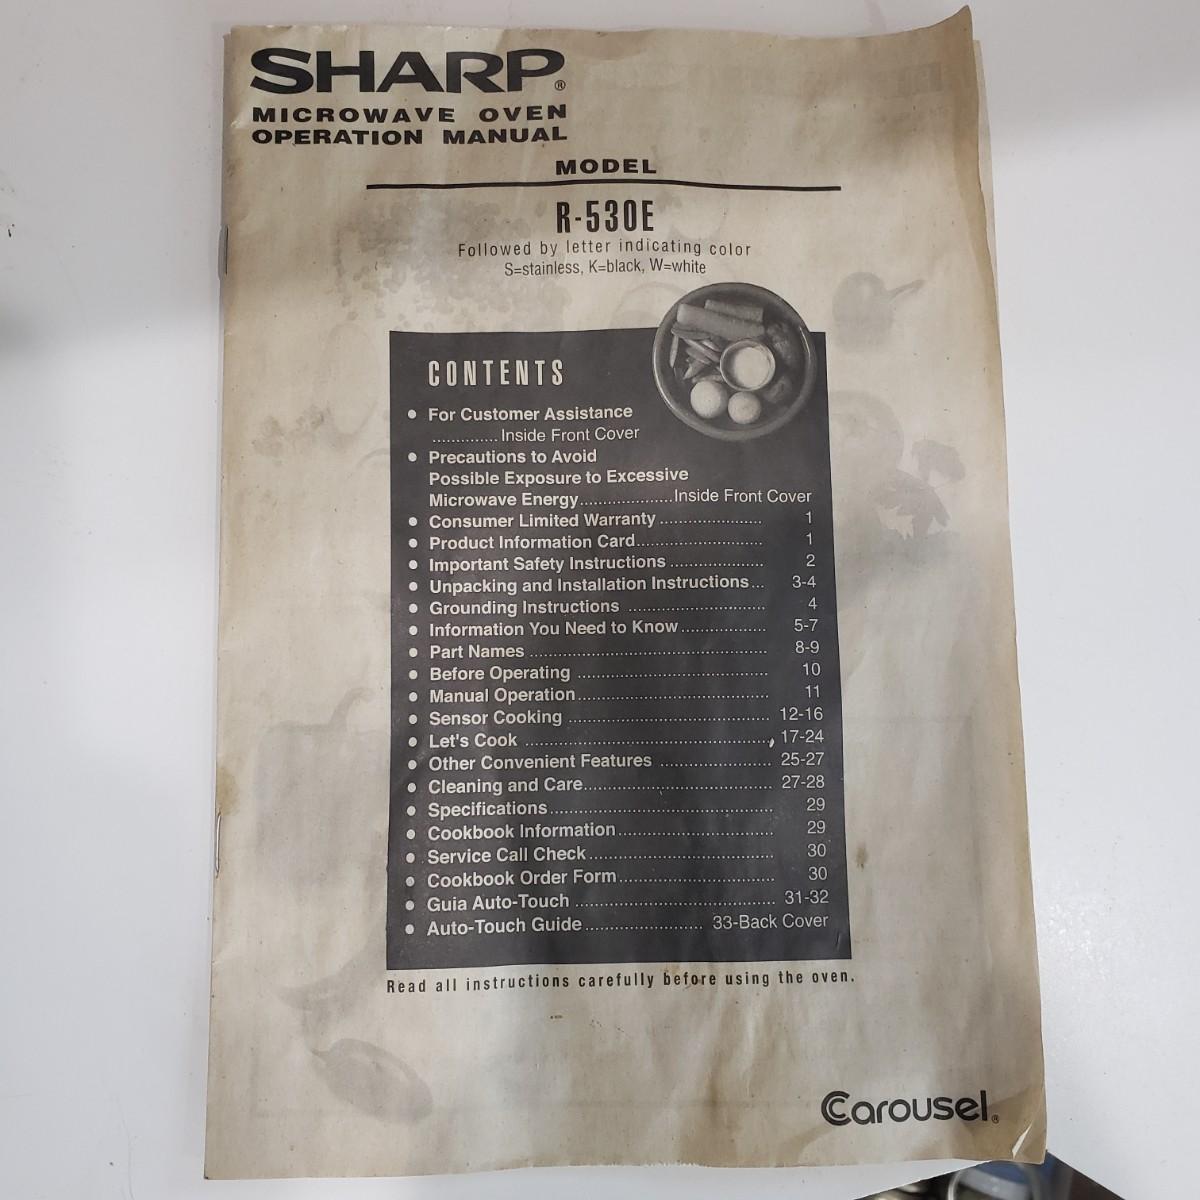 SHARP®
MICROWAVE OVEN
OPERATION MANUAL
MODEL
R-530E
Followed by letter indicating color
S=stainless, K=black, W=white
CONTENTS
• For Customer Assistance
.............. Inside Front Cover
• Precautions to Avoid
Possible Exposure to Excessive
Microwave Energy....................Inside Front Cover
• Consumer Limited Warranty ...................... 1
• Product Information Card........................... 1
• Important Safety Instructions .................... 2
• Unpacking and Installation Instructions... 3-4
• Grounding Instructions ............................. 4
• Information You Need to Know.................. 5-7
• Part Names ................................................... 8-9
• Before Operating ......................................... 10
• Manual Operation......................................... 11
• Sensor Cooking ........................................... 12-16
• Let's Cook .................................................... 17-24
• Other Convenient Features ........................ 25-27
• Cleaning and Care........................................ 27-28
• Specifications................................................ 29
• Cookbook Information................................. 29
• Service Call Check....................................... 30
• Cookbook Order Form................................. 30
• Guia Auto-Touch .......................................... 31-32
• Auto-Touch Guide......................... 33-Back Cover
Read all instructions carefully before using the oven.
Carousel®